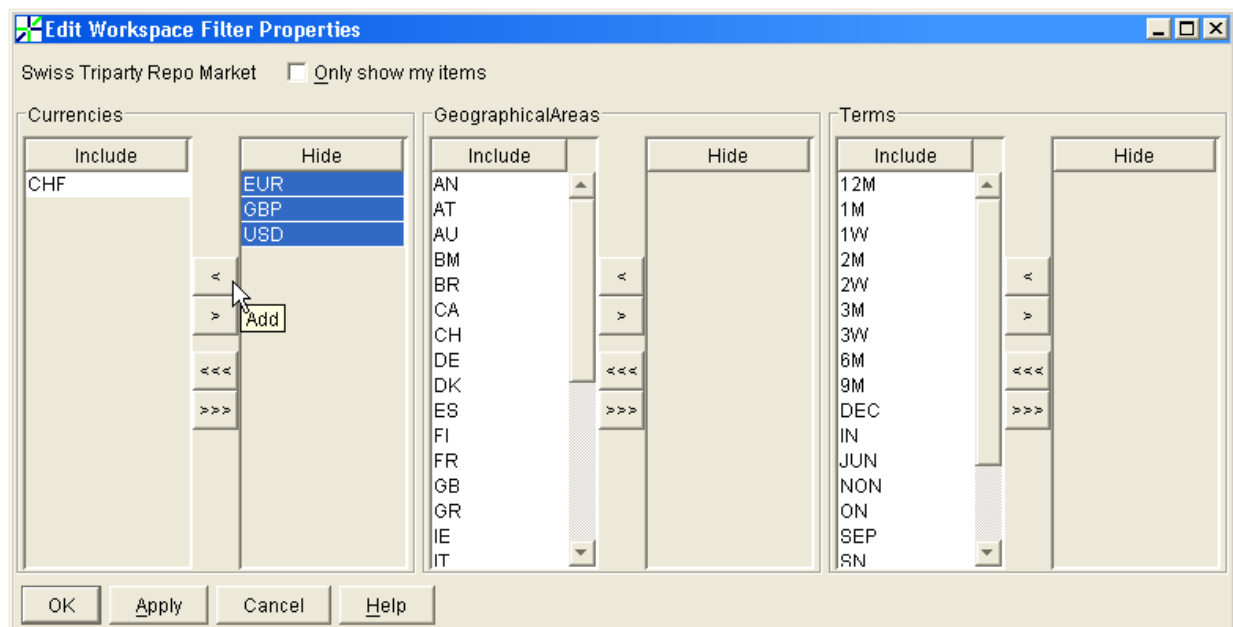 Edit Workspace Filter Properties
Swiss Triparty Repo Market Only show my items
Currencies
Include
CHF
<
>
<<<
>>>
Add
Hide
EUR
GBP
USD
GeographicalAreas
Include
AN
AT
AU
BM
BR
CA
CH
DE
DK
ES
FI
FR
GB
GR
IE
IT
<
>
<<<
>>>
Hide
Terms
Include
12M
1M
1W
2M
2W
3M
3W
6M
9M
DEC
IN
JUN
NON
ON
SEP
SN
<
>
<<<
>>>
Hide
OK Apply Cancel Help